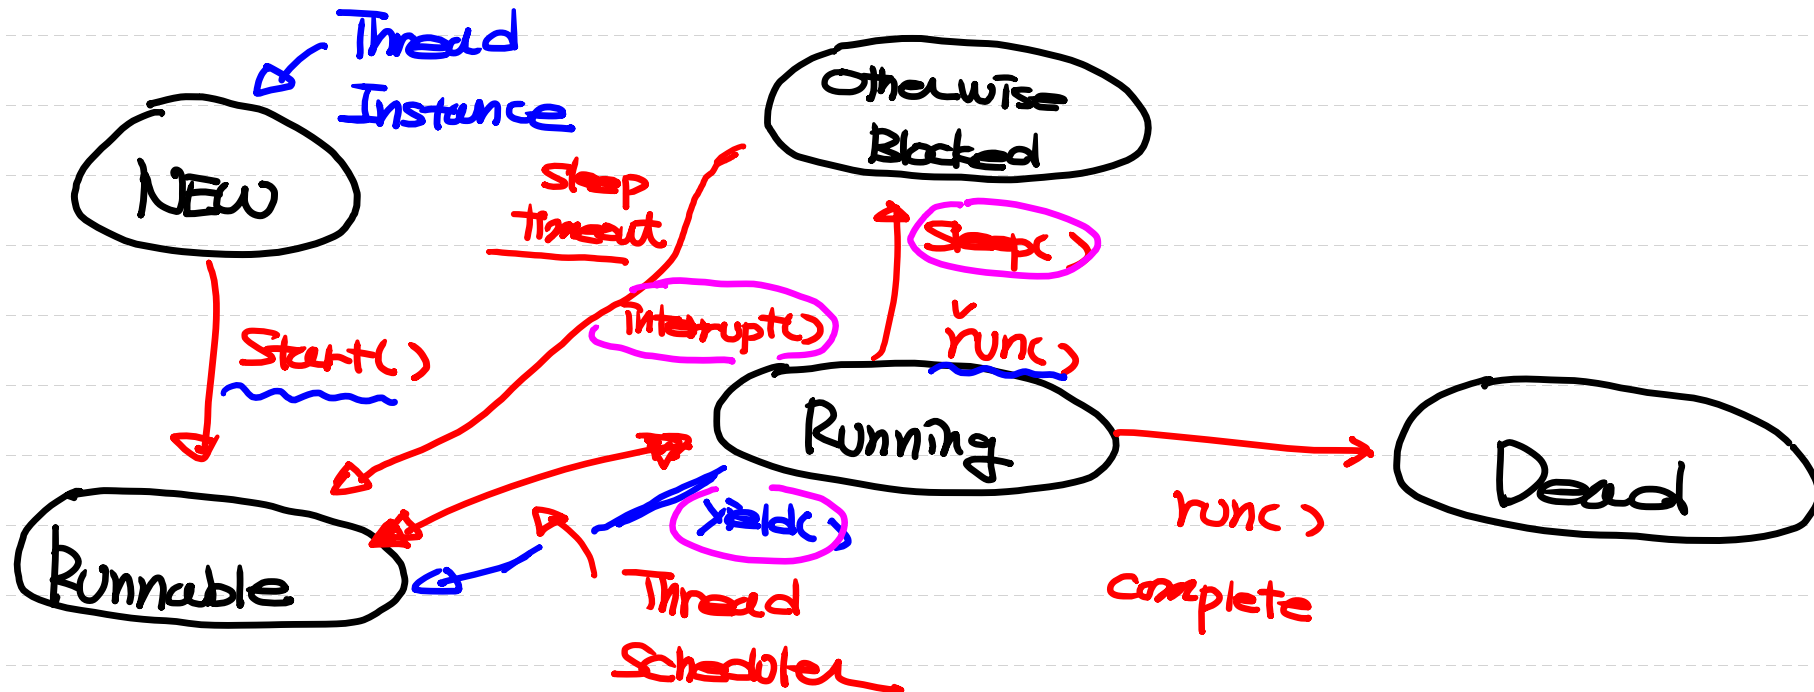 Thread
Instance
NEW
Otherwise
Blocked
Sleep
timeout
Sleep()
interrupt()
run()
Start()
Running
Dead
Runnable
Yield()
run()
complete
Thread
Scheduler